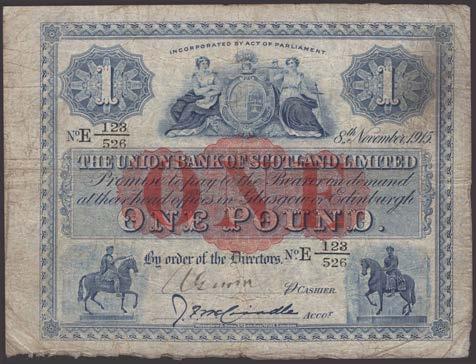 INCORPORATED BY ACT OF PARLIAMENT
1 1
No E 123/526
8th November, 1915.
THE UNION BANK OF SCOTLAND LIMITED
Promise to pay to the Bearer on demand
at their head offices in Glasgow or Edinburgh
ONE
ONE POUND.
By order of the Directors. No E 123/526
CASHIER.
ACCOT